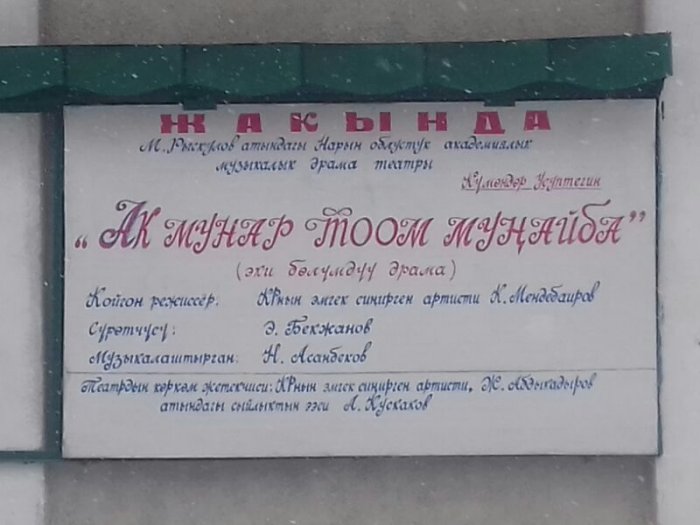 ЖАКЫНДА
М. Рыскулов атындагы Нарын облустук академиялык
музыкалык драма театры
Күмөндөр Үсүптегин
"АК МУНАР ТООМ МУҢАЙБА"
(эки бөлүмдүү драма)
Койгон режиссёр: КРнын эмгек сиңирген артисти К. Мендебаиров
Сүрөтчүсү: Э. Бекжанов
Музыкалаштырган: Н. Асанбеков
Театрдын көркөм жетекчиси: КРнын эмгек сиңирген артисти, Ж. Абдыкадыров
атындагы сыйлыктын ээси А. Кускаков